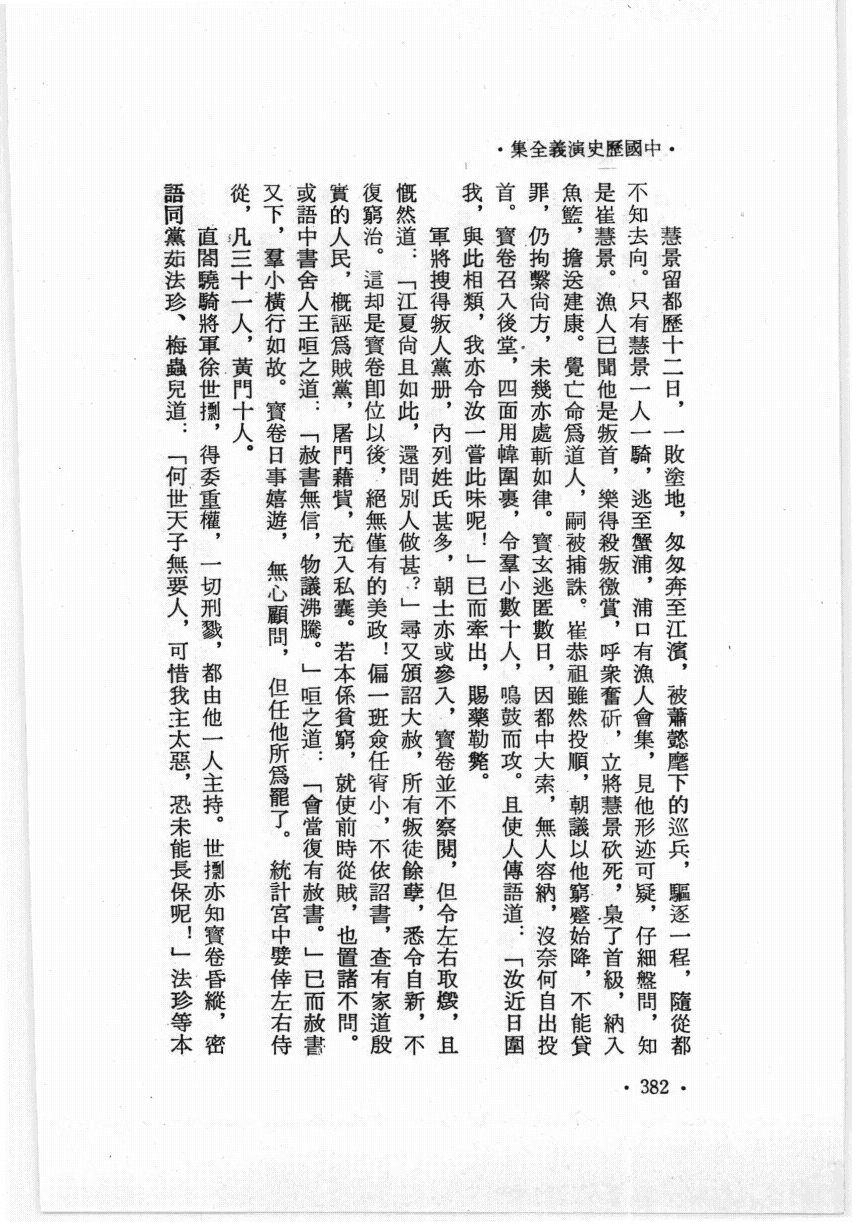 ·中國歷史演義全集·
慧景留都歷十二日，一敗塗地，匆匆奔至江濱，被蕭懿麾下的巡兵，驅逐一程，隨從都
不知去向。只有慧景一人一騎，逃至蟹浦，浦口有漁人會集，見他形迹可疑，仔細盤問，知
是崔慧景。漁人已聞他是叛首，樂得殺叛徼賞，呼衆奮斫，立將慧景砍死，梟了首級，納入
魚籃，擔送建康。覺亡命爲道人，嗣被捕誅。崔恭祖雖然投順，朝議以他窮蹙始降，不能貸
罪，仍拘繫尙方，未幾亦處斬如律。寶玄逃匿數日，因都中大索，無人容納，沒奈何自出投
首。寳卷召入後堂，四面用幃圍裹，令羣小數十人，鳴鼓而攻。且使人傳語道：「汝近日圍
我，與此相類，我亦令汝一嘗此味呢！」已而牽出，賜藥勒斃。
軍將搜得叛人黨册，內列姓氏甚多，朝士亦或參入，寶卷並不察閱，但令左右取燬，且
慨然道：「江夏尙且如此，還問別人做甚？」尋又頒詔大赦，所有叛徒餘孽，悉令自新，不
復窮治。這却是寶卷卽位以後，絕無僅有的美政！偏一班僉任宵小，不依詔書，查有家道殷
實的人民，概誣爲賊黨，屠門藉貲，充入私囊。若本係貧窮，就使前時從賊，也置諸不問。
或語中書舍人王咺之道：「赦書無信，物議沸騰。」咺之道：「會當復有赦書。」已而赦書
又下，羣小橫行如故。寶卷日事嬉遊，無心顧問，但任他所爲罷了。統計宮中嬖倖左右侍
從，凡三十一人，黃門十人。
直閤驍騎將軍徐世㯿，得委重權，一切刑戮，都由他一人主持。世㯿亦知寶卷昏縱，密
語同黨茹法珍、梅蟲兒道：「何世天子無要人，可惜我主太惡，恐未能長保呢！」法珍等本
·382·